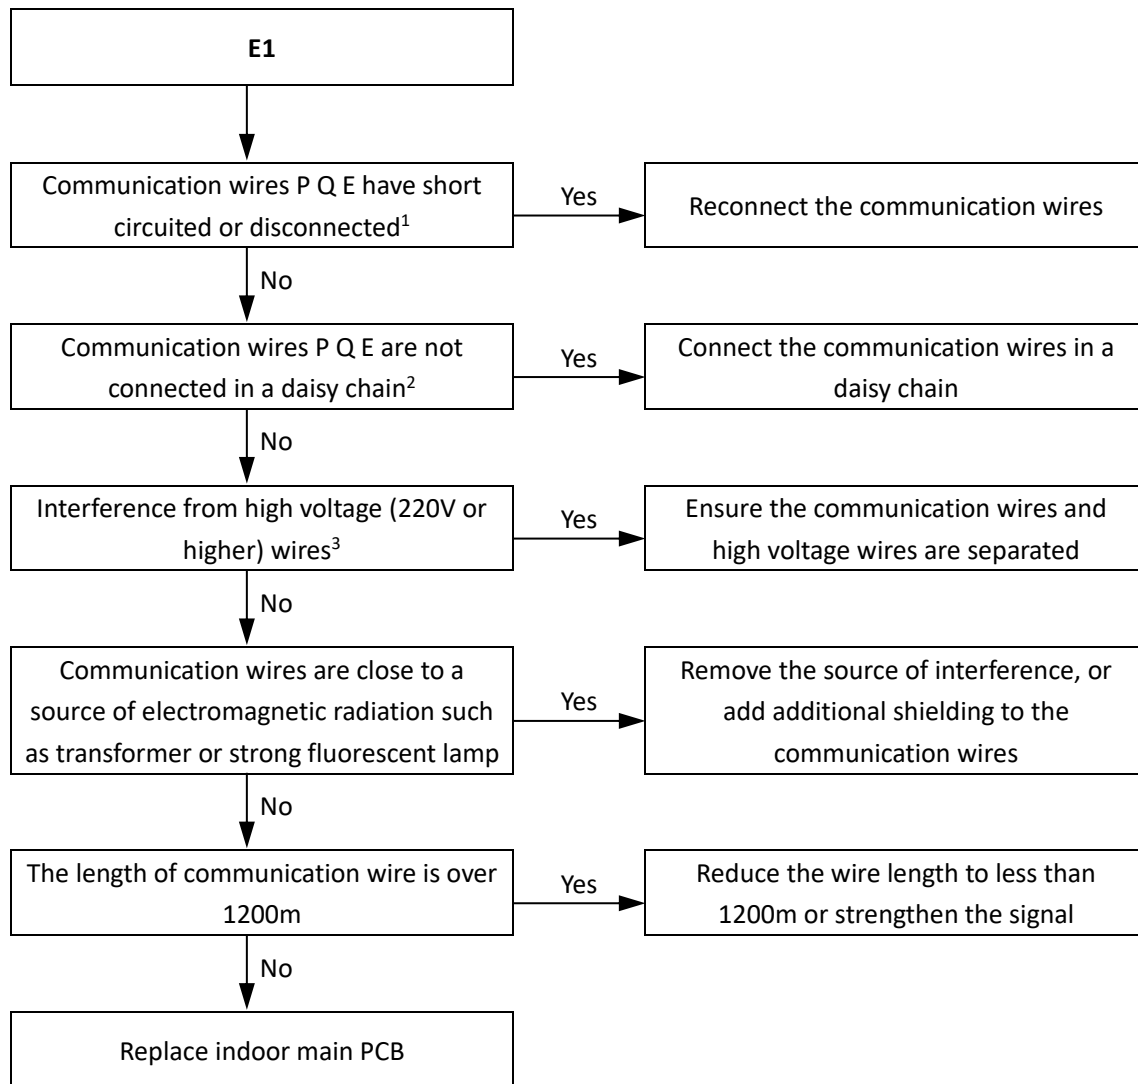 E1
Communication wires P Q E have short
circuited or disconnected¹
Yes
Reconnect the communication wires
No
Communication wires P Q E are not
connected in a daisy chain²
Yes
Connect the communication wires in a
daisy chain
No
Interference from high voltage (220V or
higher) wires³
Yes
Ensure the communication wires and
high voltage wires are separated
No
Communication wires are close to a
source of electromagnetic radiation such
as transformer or strong fluorescent lamp
Yes
Remove the source of interference, or
add additional shielding to the
communication wires
No
The length of communication wire is over
1200m
Yes
Reduce the wire length to less than
1200m or strengthen the signal
No
Replace indoor main PCB